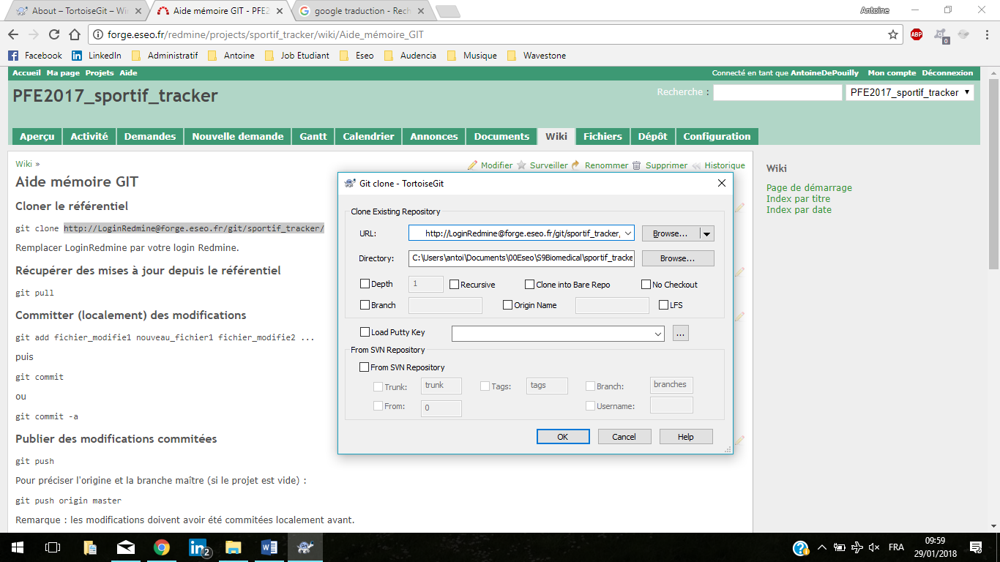 About – TortoiseGit – Win
Aide mémoire GIT - PFE2
google traduction - Rech
Antoine
forge.eseo.fr/redmine/projects/sportif_tracker/wiki/Aide_mémoire_GIT
ABP
0
Facebook LinkedIn Administratif Antoine Job Etudiant Eseo Audencia Musique Wavestone
Accueil Ma page Projets Aide
Connecté en tant que AntoineDePouilly Mon compte Déconnexion
PFE2017_sportif_tracker
Recherche :
PFE2017_sportif_tracker
Aperçu Activité Demandes Nouvelle demande Gantt Calendrier Annonces Documents Wiki Fichiers Dépôt Configuration
Wiki »
Modifier Surveiller Renommer Supprimer Historique
Aide mémoire GIT
Cloner le référentiel
git clone http://LoginRedmine@forge.eseo.fr/git/sportif_tracker/
Remplacer LoginRedmine par votre login Redmine.
Récupérer des mises à jour depuis le référentiel
git pull
Committer (localement) des modifications
git add fichier_modifie1 nouveau_fichier1 fichier_modifie2 ...
puis
git commit
ou
git commit -a
Publier des modifications commitées
git push
Pour préciser l'origine et la branche maître (si le projet est vide) :
git push origin master
Remarque : les modifications doivent avoir été commitées localement avant.
Wiki
Page de démarrage
Index par titre
Index par date
Git clone - TortoiseGit
Clone Existing Repository
URL: http://LoginRedmine@forge.eseo.fr/git/sportif_tracker/ Browse...
Directory: C:\Users\antoi\Documents\00Eseo\S9Biomedical\sportif_tracke Browse...
Depth 1 Recursive Clone into Bare Repo No Checkout
Branch Origin Name LFS
Load Putty Key ...
From SVN Repository
From SVN Repository
Trunk: trunk Tags: tags Branch: branches
From: 0 Username:
OK Cancel Help
2
FRA
09:59
29/01/2018